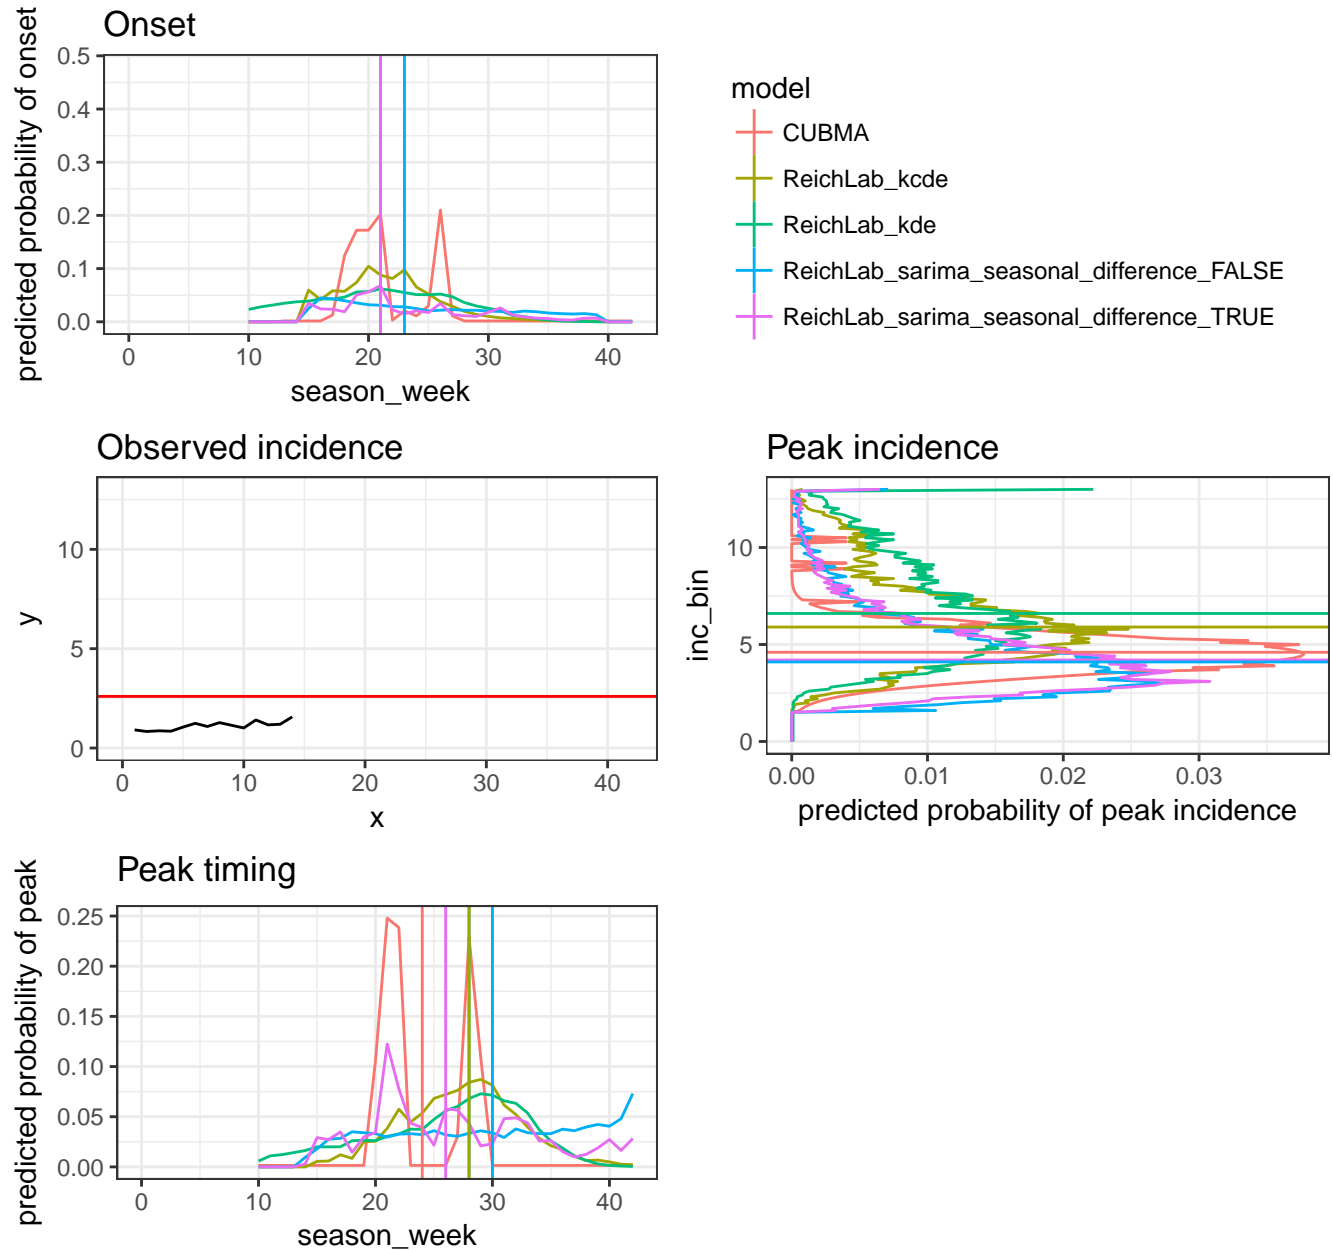 Onset
predicted probability of onset
0.5
0.4
0.3
0.2
0.1
0.0
0 10 20 30 40
season_week
model
CUBMA
ReichLab_kcde
ReichLab_kde
ReichLab_sarima_seasonal_difference_FALSE
ReichLab_sarima_seasonal_difference_TRUE
Observed incidence
y
10
5
0
0 10 20 30 40
x
Peak incidence
inc_bin
10
5
0
0.00 0.01 0.02 0.03
predicted probability of peak incidence
Peak timing
predicted probability of peak
0.25
0.20
0.15
0.10
0.05
0.00
0 10 20 30 40
season_week